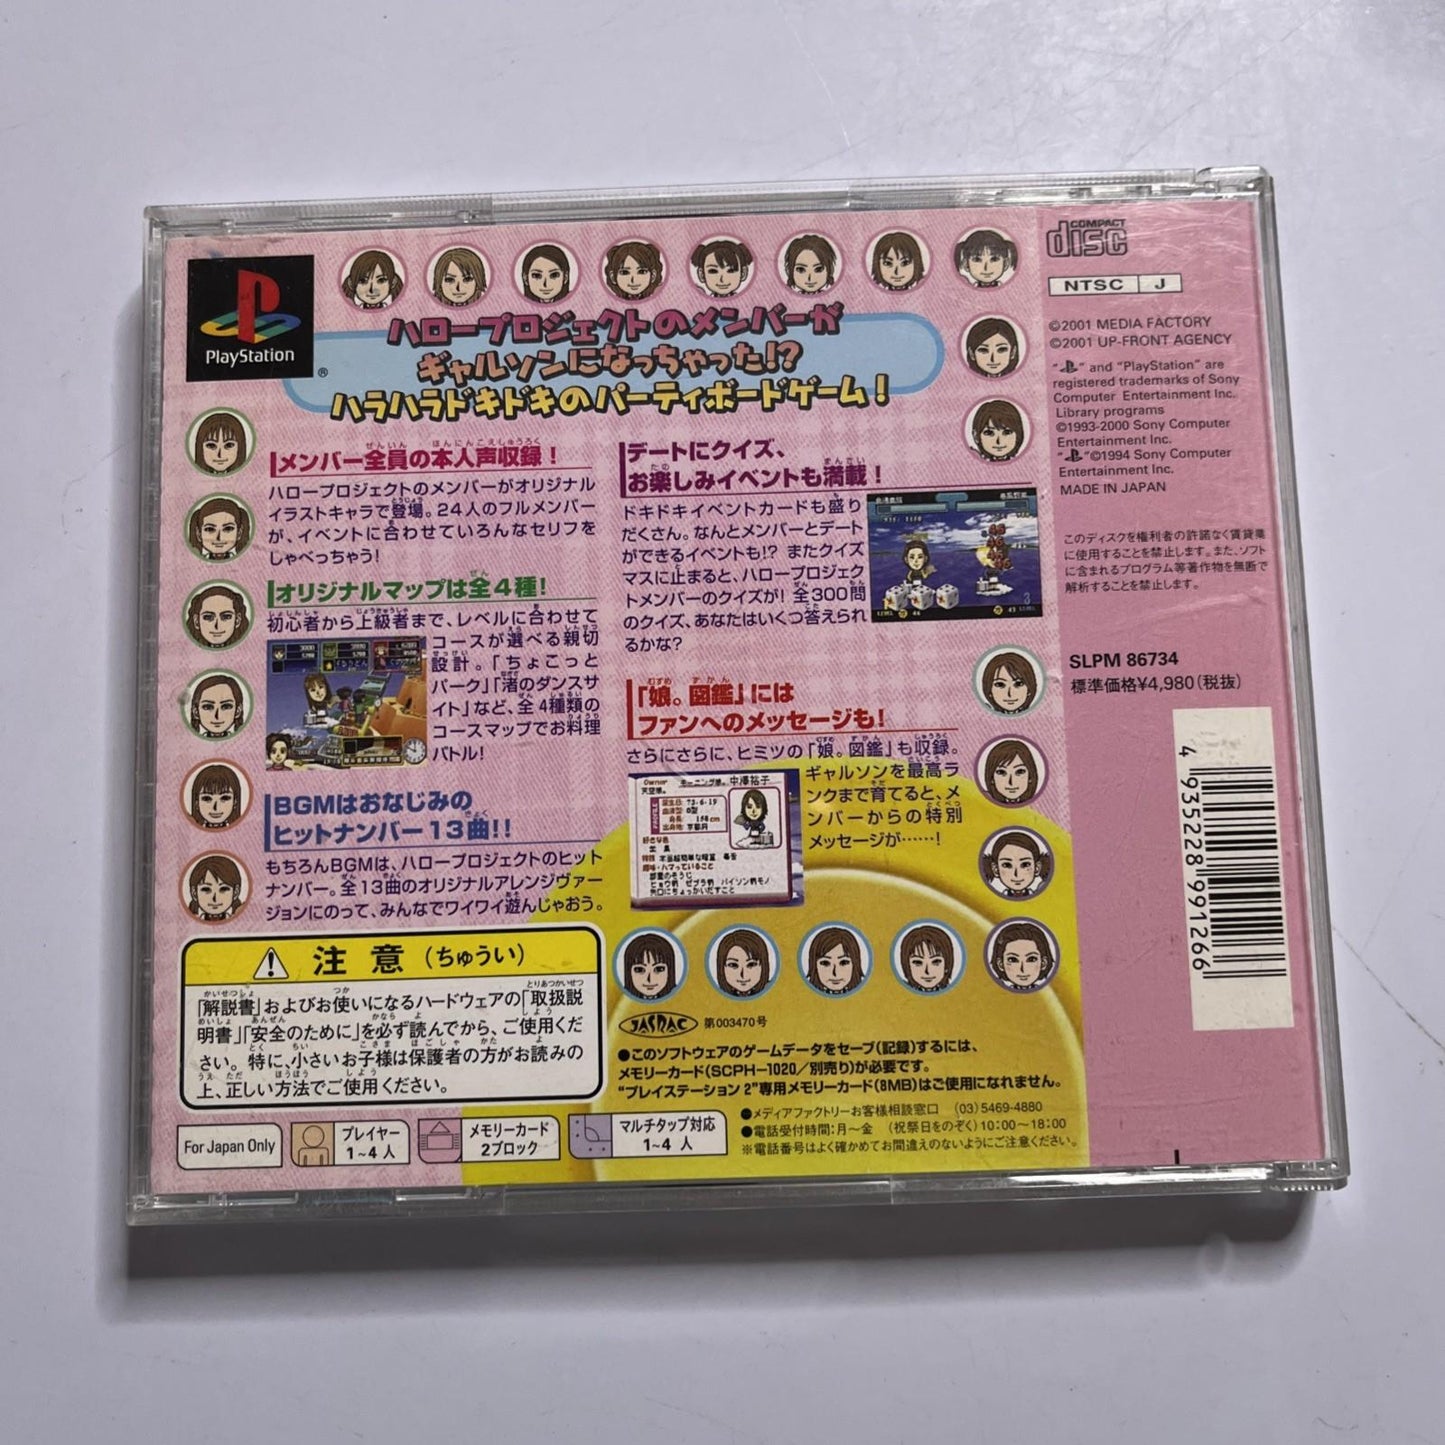 PlayStation
®
ハロープロジェクトのメンバーが
ギャルソンになっちゃった!?
ハラハラドキドキのパーティボードゲーム!
メンバー全員の本人声収録!
ハロープロジェクトのメンバーがオリジナル
イラストキャラで登場。24人のフルメンバー
が、イベントに合わせていろんなセリフを
しゃべっちゃう!
オリジナルマップは全4種!
初心者から上級者まで、レベルに合わせて
コースが選べる親切
設計。「ちょこっと
パーク」「渚のダンスサ
イト」など、全4種類の
コースマップでお料理
バトル!
BGMはおなじみの
ヒットナンバー13曲!!
もちろんBGMは、ハロープロジェクトのヒット
ナンバー。全13曲のオリジナルアレンジヴァー
ジョンにのって、みんなでワイワイ遊んじゃおう。
デートにクイズ、
お楽しみイベントも満載!
ドキドキイベントカードも盛り
だくさん。なんとメンバーとデート
ができるイベントも!? またクイズ
マスに止まると、ハロープロジェク
トメンバーのクイズが! 全300問
のクイズ、あなたはいくつ答えられ
るかな?
「娘。図鑑」には
ファンへのメッセージも!
さらにさらに、ヒミツの「娘。図鑑」も収録。
ギャルソンを最高ラ
ンクまで育てると、メ
ンバーからの特別
メッセージが……!
Owner モーニング娘。 中澤裕子
PROFILE
生年月日: 73・6・19
血液型: O型
身長: 158cm
出身地: 京都府
好きな色
注意(ちゅうい)
「解説書」およびお使いになるハードウェアの「取扱説
明書」「安全のために」を必ず読んでから、ご使用くだ
さい。特に、小さいお子様は保護者の方がお読みの
上、正しい方法でご使用ください。
For Japan Only
プレイヤー
1~4人
メモリーカード
2ブロック
マルチタップ対応
1~4人
JASRAC 第003470号
●このソフトウェアのゲームデータをセーブ(記録)するには、
メモリーカード(SCPH-1020/別売り)が必要です。
"プレイステーション 2"専用メモリーカード(8MB)はご使用になれません。
●メディアファクトリーお客様相談窓口 (03)5469-4880
●電話受付時間:月~金 (祝祭日をのぞく)10:00~18:00
※電話番号はよく確かめてお間違えのないようにご注意ください。
COMPACT
disc
NTSC J
©2001 MEDIA FACTORY
©2001 UP-FRONT AGENCY
" " and "PlayStation" are
registered trademarks of Sony
Computer Entertainment Inc.
Library programs
©1993-2000 Sony Computer
Entertainment Inc.
" "©1994 Sony Computer
Entertainment Inc.
MADE IN JAPAN
このディスクを権利者の許諾なく賃貸業
に使用することを禁止します。また、ソフト
に含まれるプログラム等著作物を無断で
解析することを禁止します。
SLPM 86734
標準価格¥4,980(税抜)
4 935228 991266